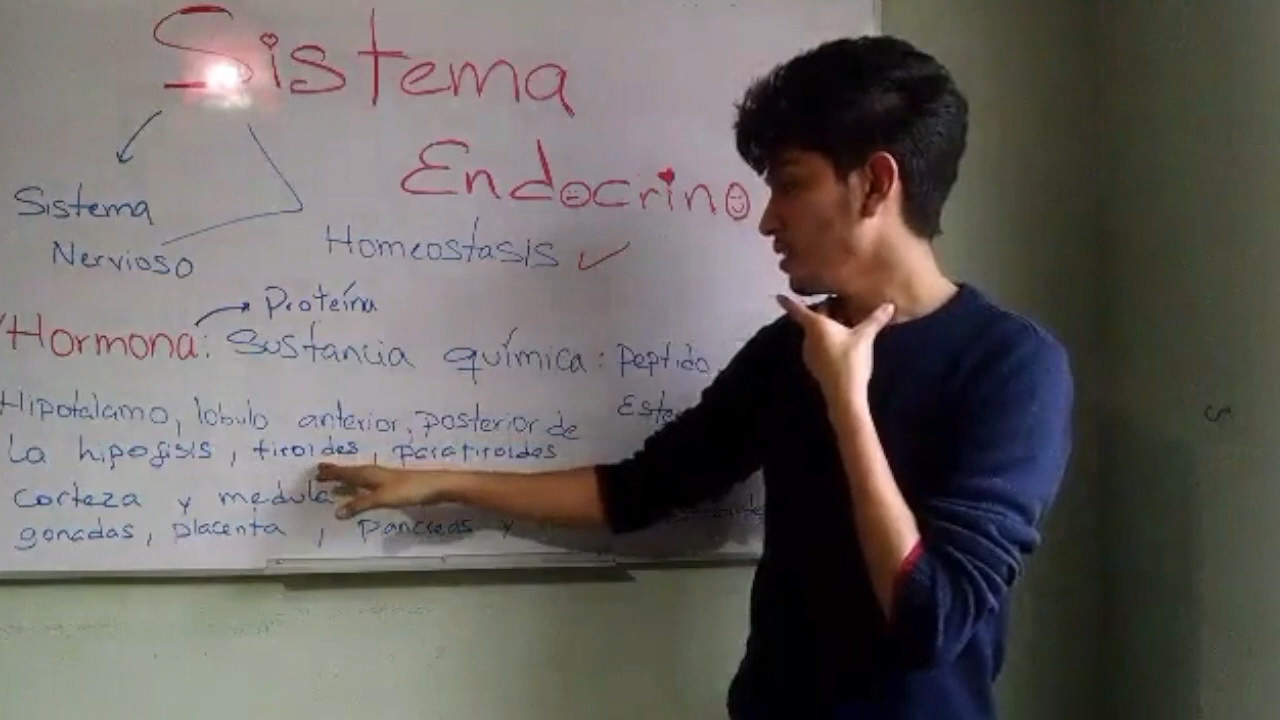 Sistema
Endocrino
Sistema
Nervioso
Homeostasis
Proteína
Hormona: Sustancia química: Peptido
Hipotálamo, lobulo anterior, posterior de
La hipofisis, tiroides, paratiroides
corteza y medula
gonadas, placenta, Pancreas y